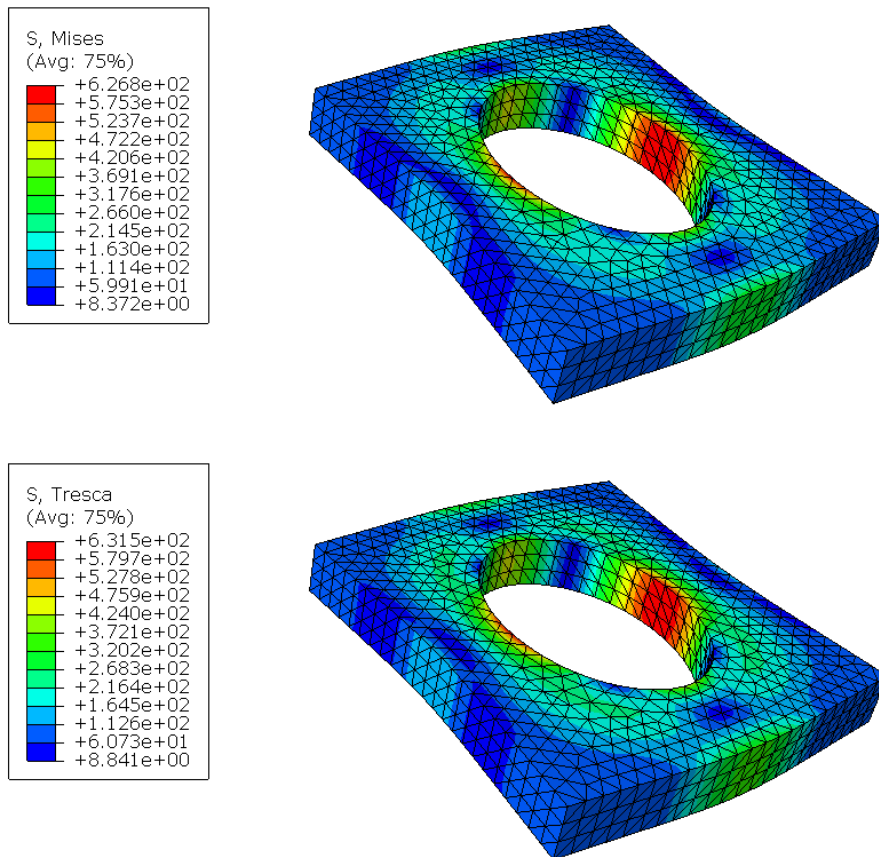 S, Mises
(Avg: 75%)
+6.268e+02
+5.753e+02
+5.237e+02
+4.722e+02
+4.206e+02
+3.691e+02
+3.176e+02
+2.660e+02
+2.145e+02
+1.630e+02
+1.114e+02
+5.991e+01
+8.372e+00
S, Tresca
(Avg: 75%)
+6.315e+02
+5.797e+02
+5.278e+02
+4.759e+02
+4.240e+02
+3.721e+02
+3.202e+02
+2.683e+02
+2.164e+02
+1.645e+02
+1.126e+02
+6.073e+01
+8.841e+00